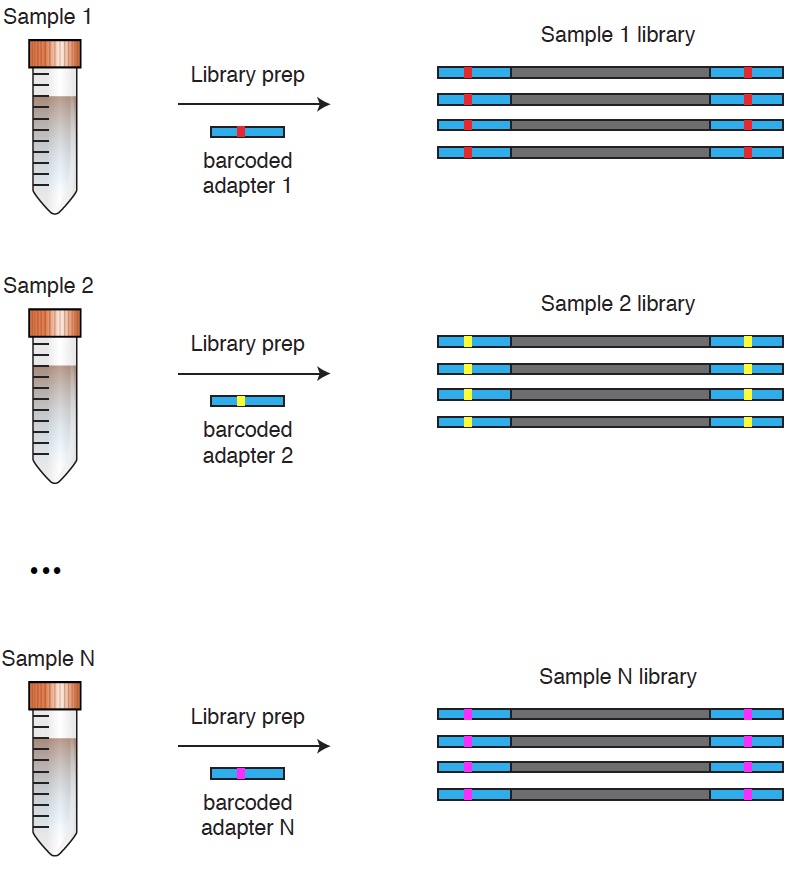 Sample 1
Library prep
barcoded
adapter 1
Sample 1 library
Sample 2
Library prep
barcoded
adapter 2
Sample 2 library
•••
Sample N
Library prep
barcoded
adapter N
Sample N library